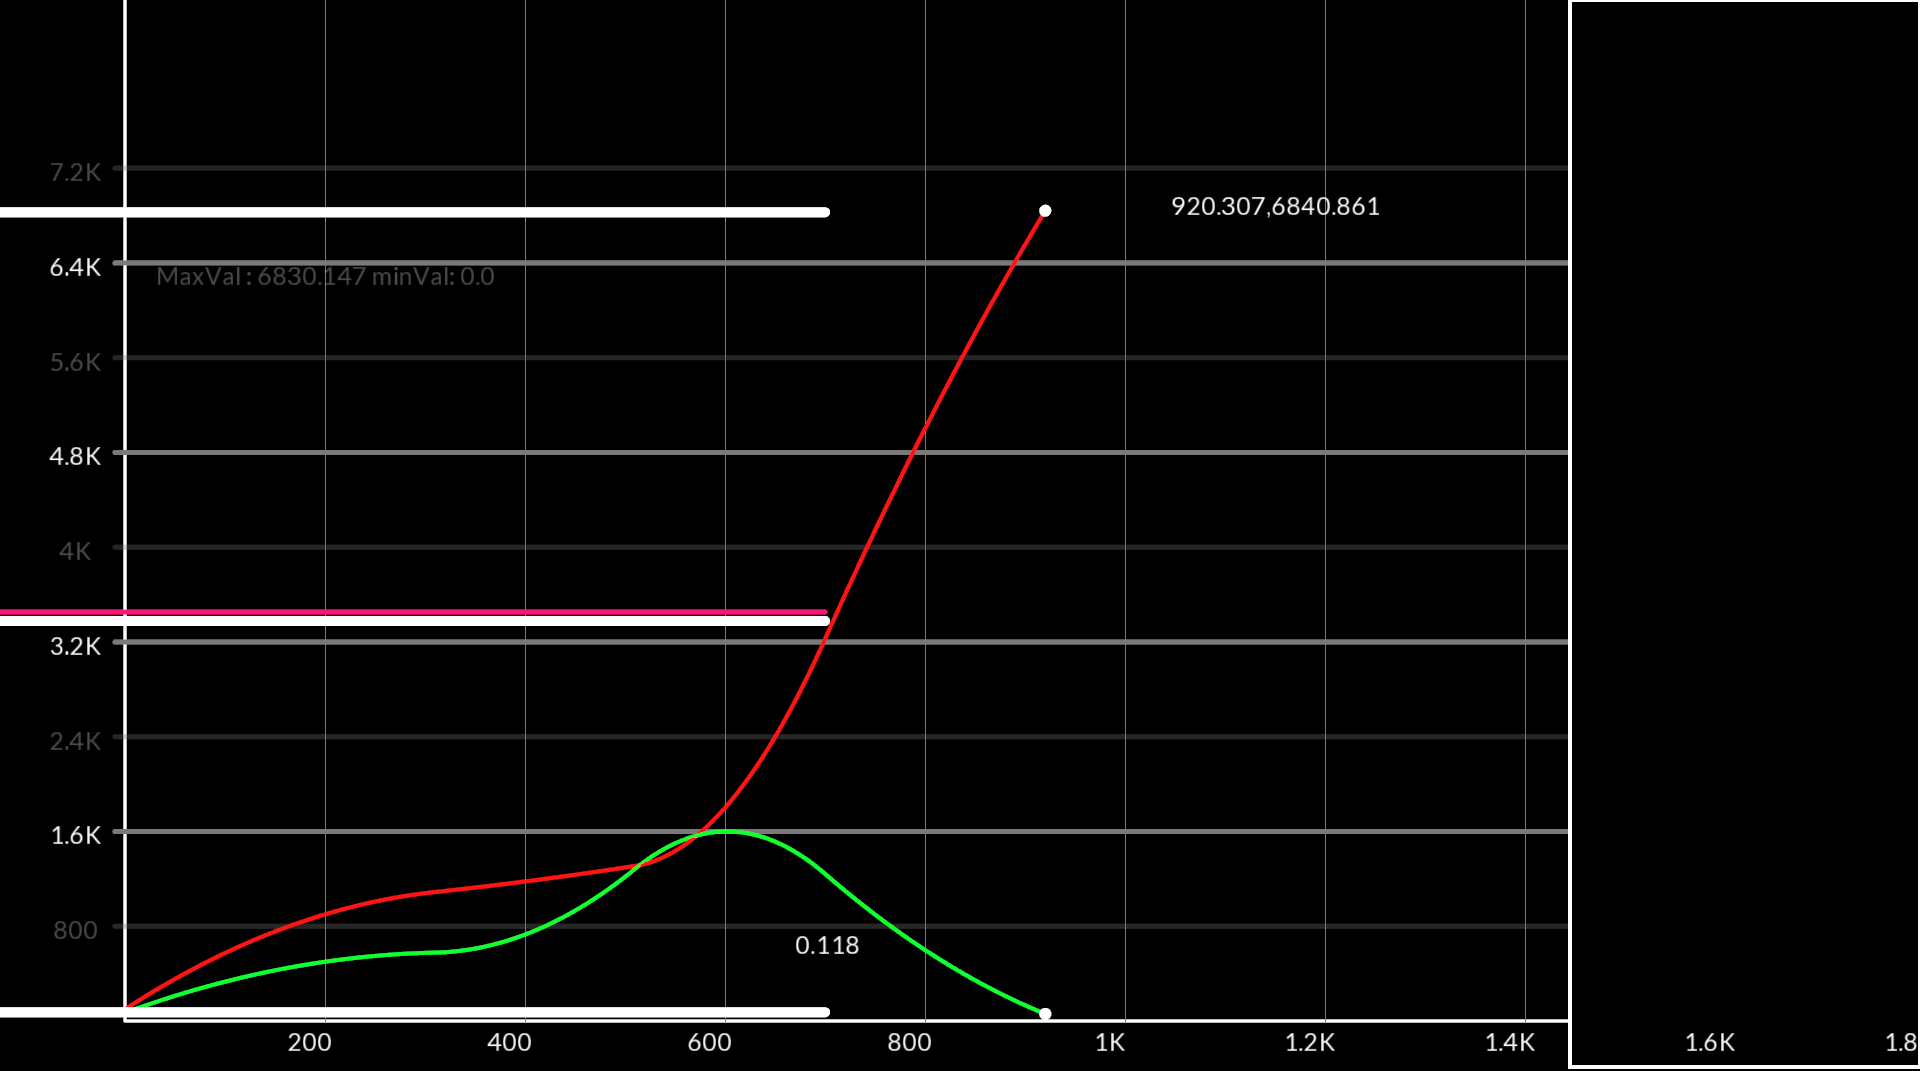 7.2K
920.307,6840.861
6.4K
MaxVal : 6830.147 minVal: 0.0
5.6K
4.8K
4K
3.2K
2.4K
1.6K
800
0.118
200 400 600 800 1K 1.2K 1.4K 1.6K 1.8